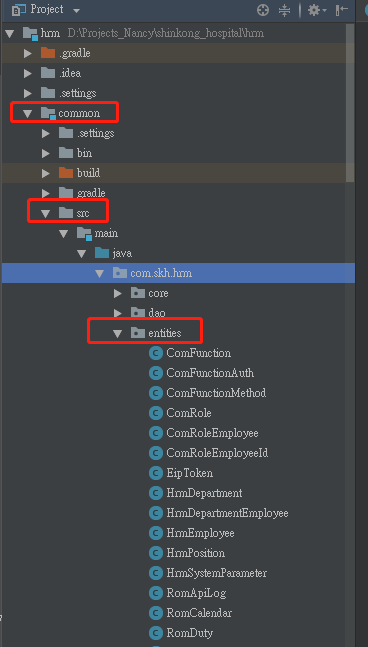 Project
hrm D:\Projects_Nancy\shinkong_hospital\hrm
.gradle
.idea
.settings
common
.settings
bin
build
gradle
src
main
java
com.skh.hrm
core
dao
entities
ComFunction
ComFunctionAuth
ComFunctionMethod
ComRole
ComRoleEmployee
ComRoleEmployeeId
EipToken
HrmDepartment
HrmDepartmentEmployee
HrmEmployee
HrmPosition
HrmSystemParameter
RomApiLog
RomCalendar
RomDuty